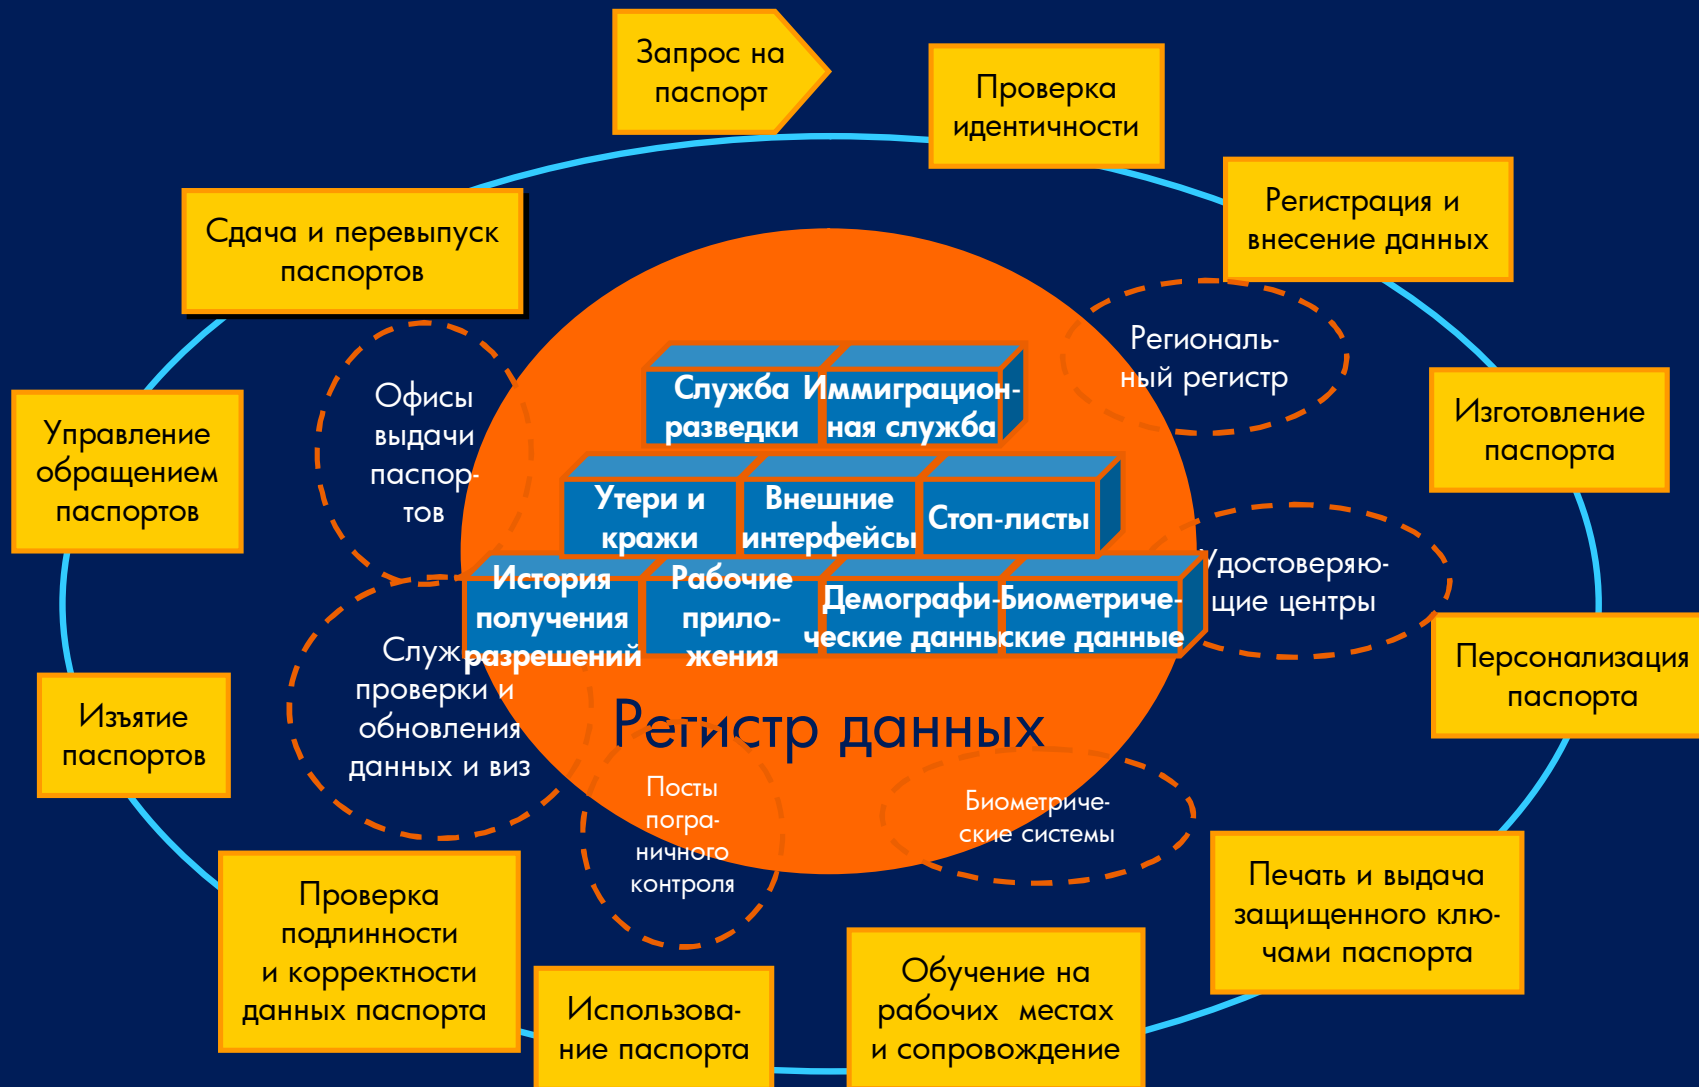 Запрос на
паспорт
Проверка
идентичности
Регистрация и
внесение данных
Изготовление
паспорта
Персонализация
паспорта
Печать и выдача
защищенного клю-
чами паспорта
Обучение на
рабочих местах
и сопровождение
Использова-
ние паспорта
Проверка
подлинности
и корректности
данных паспорта
Изъятие
паспортов
Управление
обращением
паспортов
Сдача и перевыпуск
паспортов
Офисы
выдачи
паспор-
тов
Региональ-
ный регистр
Удостоверяю-
щие центры
Биометриче-
ские системы
Посты
погра-
ничного
контроля
проверки и
обновления
данных и виз
Служба
разведки
Иммиграцион-
ная служба
Утери и
кражи
Внешние
интерфейсы
Стоп-листы
История
получения
разрешений
Рабочие
прило-
жения
Демографи-
ческие данные
Биометриче-
ские данные
Регистр данных